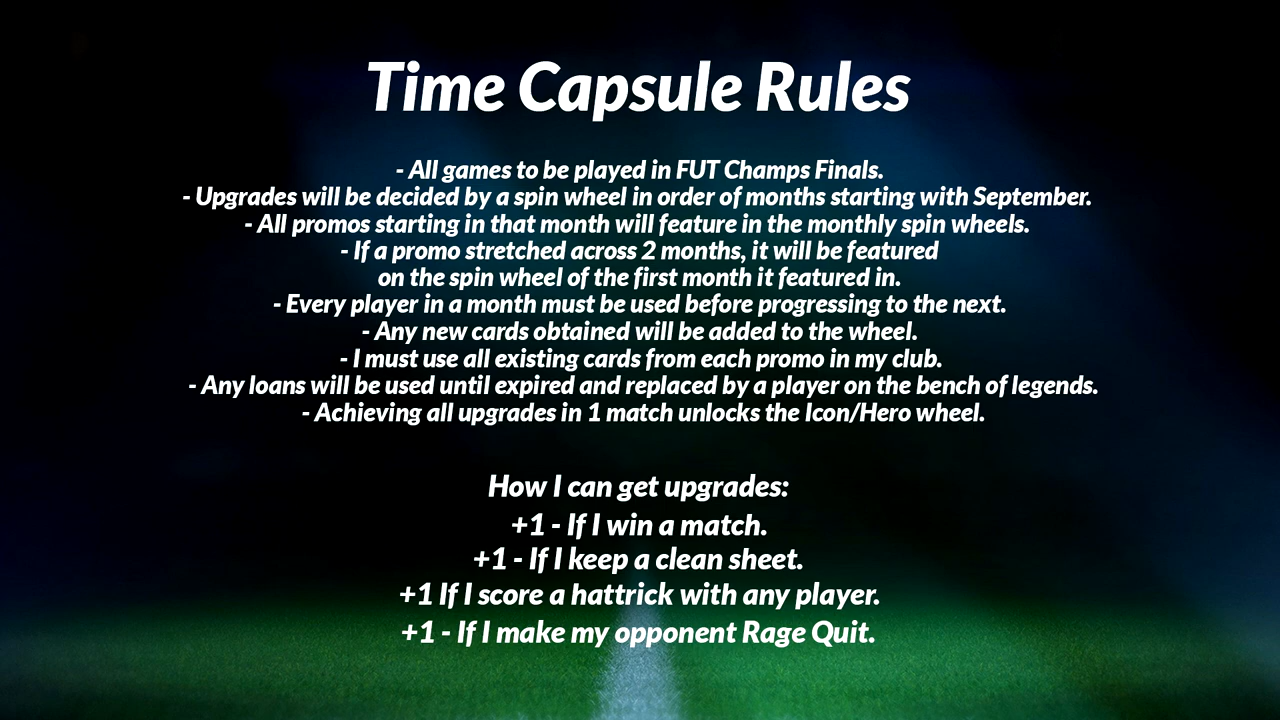 Time Capsule Rules
- All games to be played in FUT Champs Finals.
- Upgrades will be decided by a spin wheel in order of months starting with September.
- All promos starting in that month will feature in the monthly spin wheels.
- If a promo stretched across 2 months, it will be featured
on the spin wheel of the first month it featured in.
- Every player in a month must be used before progressing to the next.
- Any new cards obtained will be added to the wheel.
- I must use all existing cards from each promo in my club.
- Any loans will be used until expired and replaced by a player on the bench of legends.
- Achieving all upgrades in 1 match unlocks the Icon/Hero wheel.
How I can get upgrades:
+1 - If I win a match.
+1 - If I keep a clean sheet.
+1 If I score a hattrick with any player.
+1 - If I make my opponent Rage Quit.